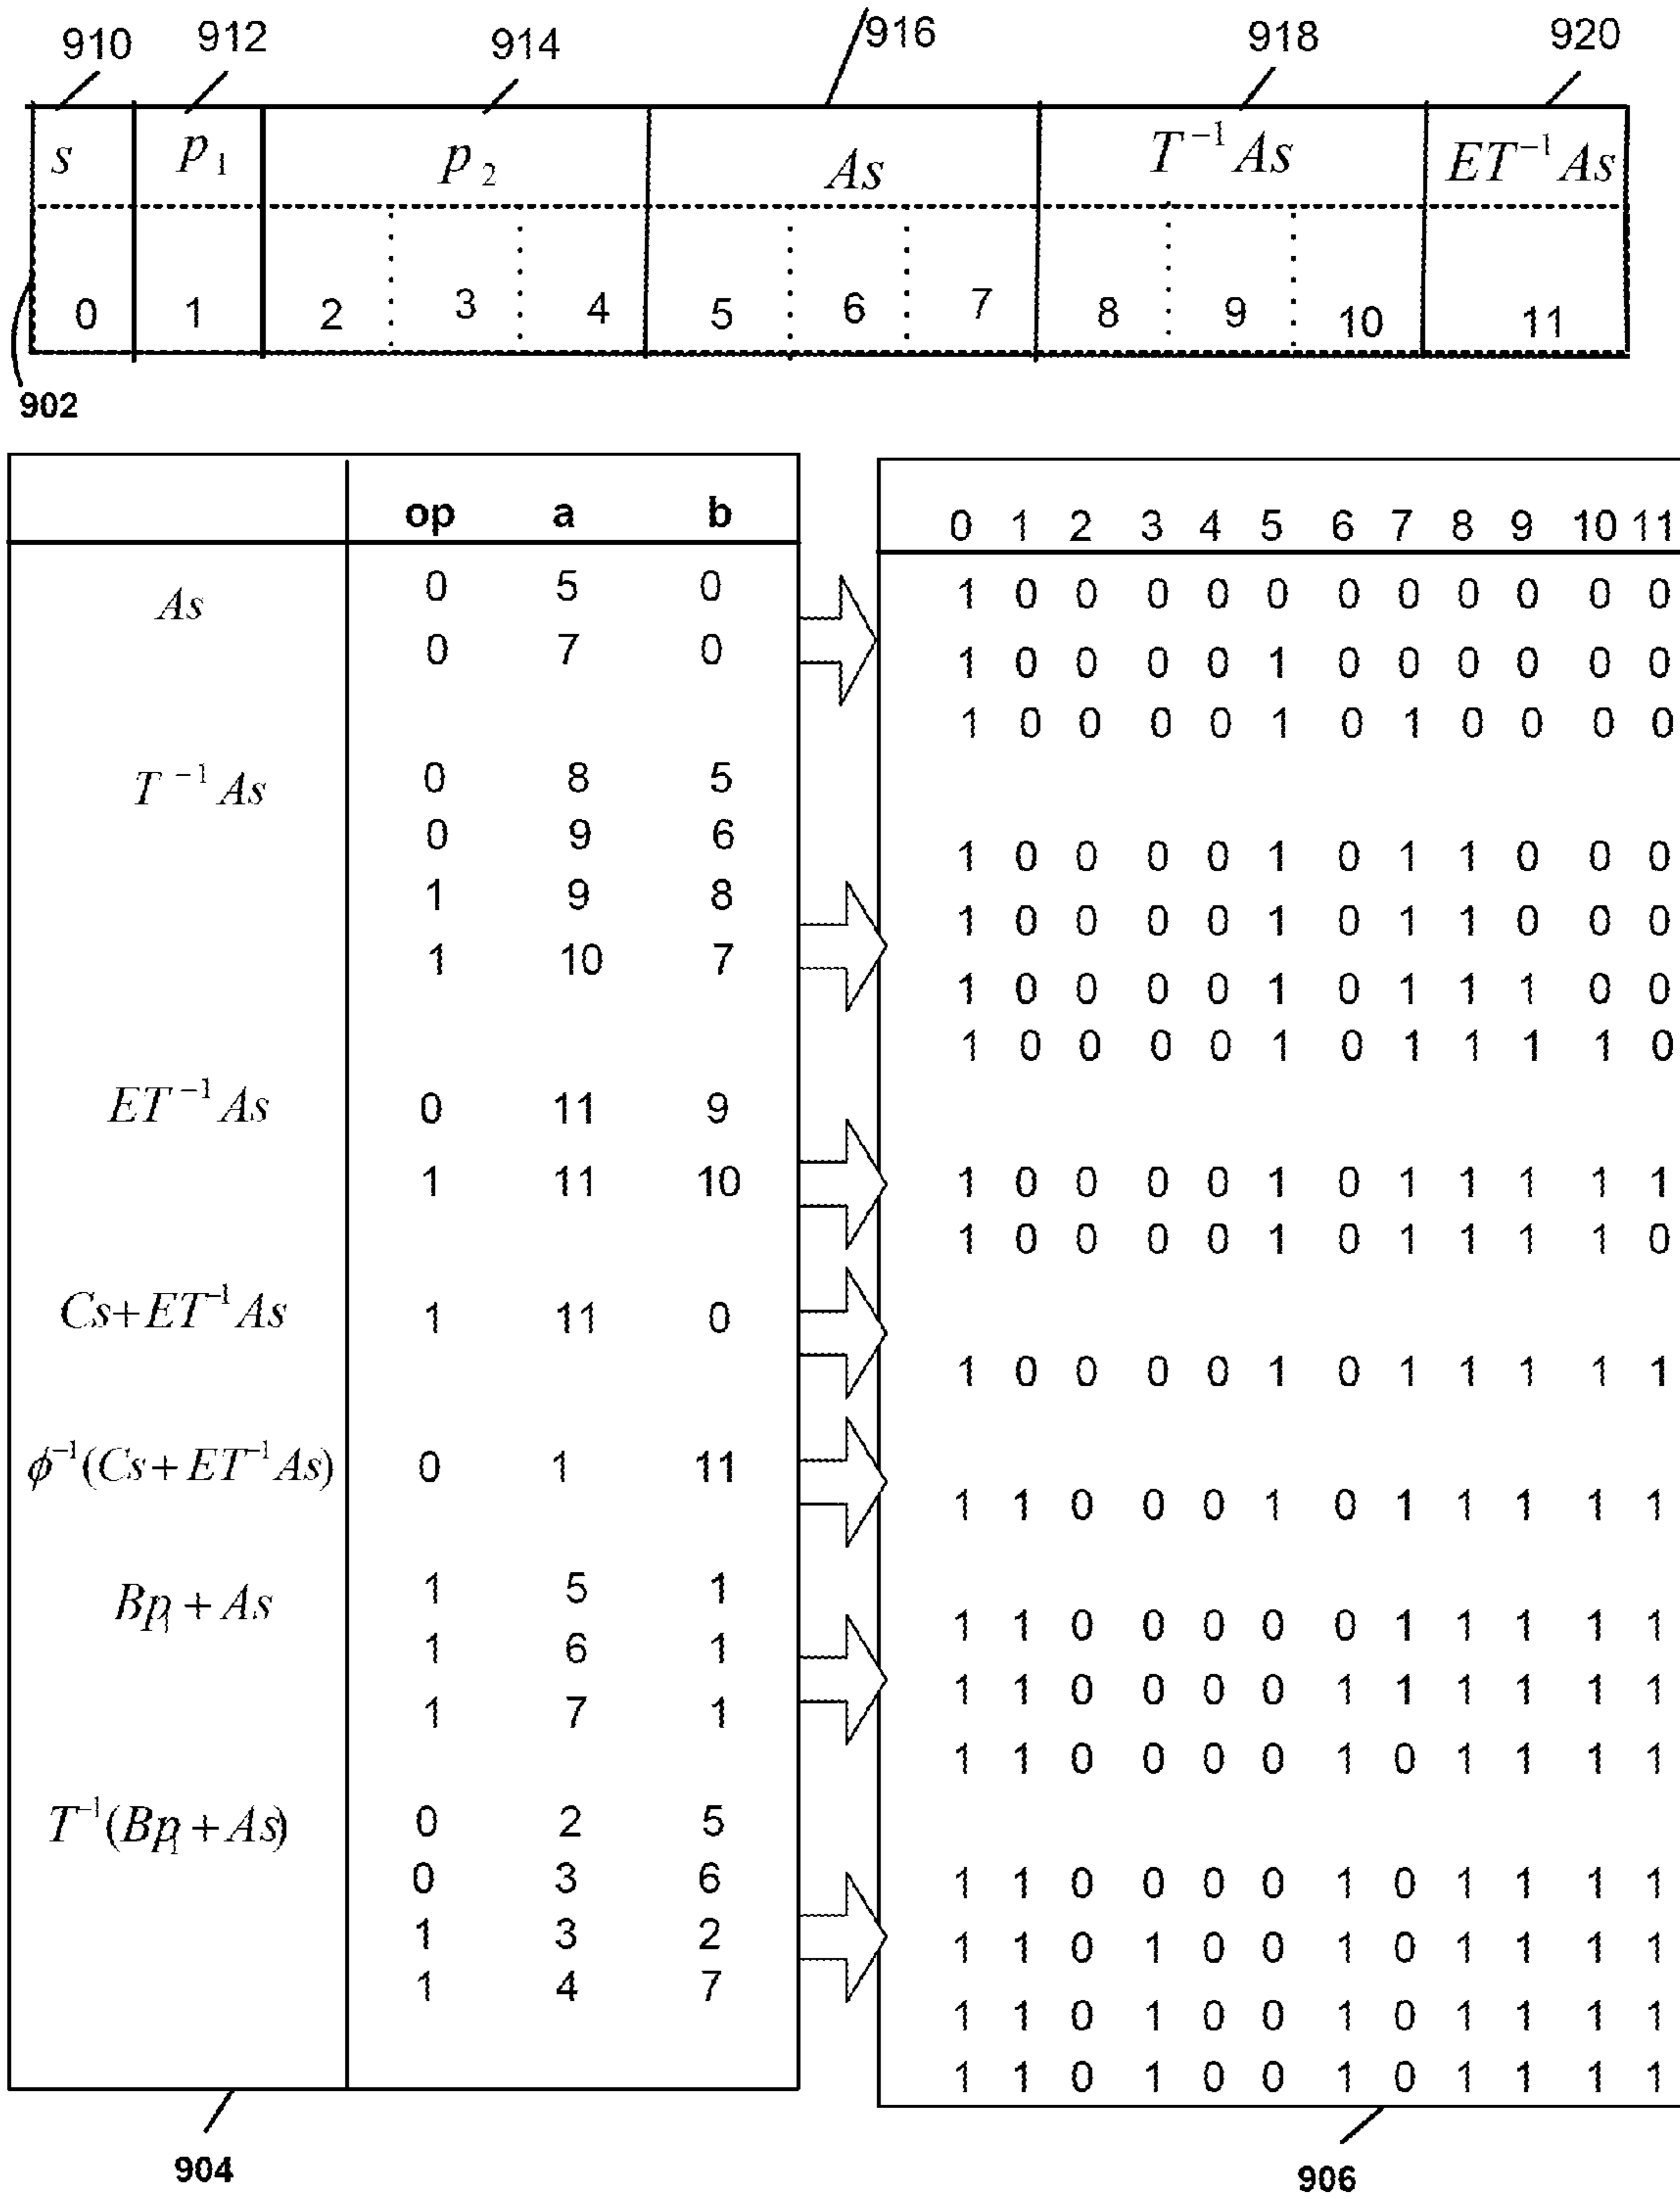 910 912 914 916 918 920
s p₁ p₂ As T⁻¹As ET⁻¹As
0 1 2 3 4 5 6 7 8 9 10 11
902
op a b
As 0 5 0
0 7 0
T⁻¹As 0 8 5
0 9 6
1 9 8
1 10 7
ET⁻¹As 0 11 9
1 11 10
Cs+ET⁻¹As 1 11 0
ϕ⁻¹(Cs+ET⁻¹As) 0 1 11
Bp₁+As 1 5 1
1 6 1
1 7 1
T⁻¹(Bp₁+As) 0 2 5
0 3 6
1 3 2
1 4 7
904
0 1 2 3 4 5 6 7 8 9 10 11
1 0 0 0 0 0 0 0 0 0 0 0
1 0 0 0 0 1 0 0 0 0 0 0
1 0 0 0 0 1 0 1 0 0 0 0
1 0 0 0 0 1 0 1 1 0 0 0
1 0 0 0 0 1 0 1 1 0 0 0
1 0 0 0 0 1 0 1 1 1 0 0
1 0 0 0 0 1 0 1 1 1 1 0
1 0 0 0 0 1 0 1 1 1 1 1
1 0 0 0 0 1 0 1 1 1 1 0
1 0 0 0 0 1 0 1 1 1 1 1
1 1 0 0 0 1 0 1 1 1 1 1
1 1 0 0 0 0 0 1 1 1 1 1
1 1 0 0 0 0 1 1 1 1 1 1
1 1 0 0 0 0 1 0 1 1 1 1
1 1 0 0 0 0 1 0 1 1 1 1
1 1 0 1 0 0 1 0 1 1 1 1
1 1 0 1 0 0 1 0 1 1 1 1
1 1 0 1 0 0 1 0 1 1 1 1
906